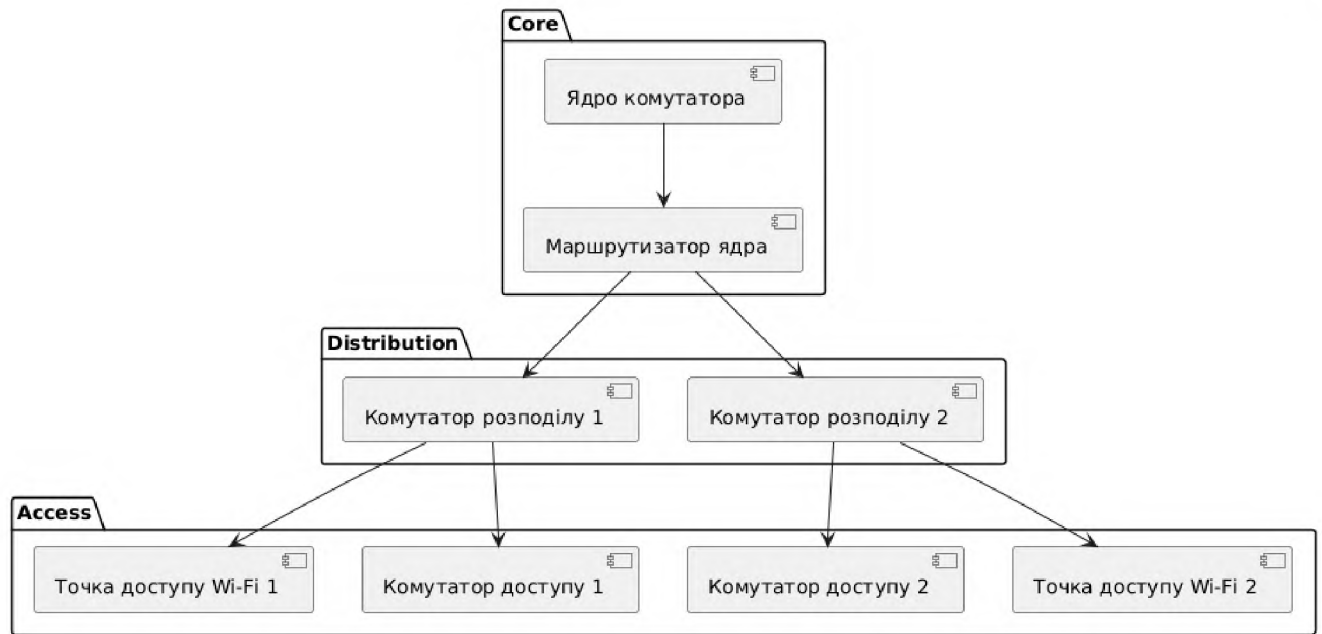 Core
Ядро комутатора
Маршрутизатор ядра
Distribution
Комутатор розподілу 1
Комутатор розподілу 2
Access
Точка доступу Wi-Fi 1
Комутатор доступу 1
Комутатор доступу 2
Точка доступу Wi-Fi 2